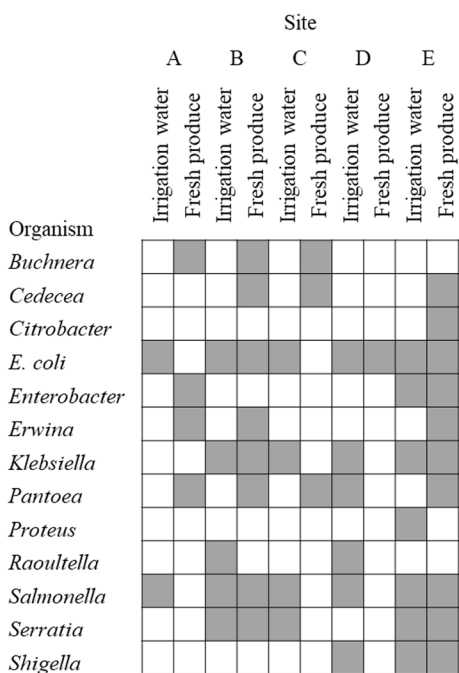 Site
A B C D E
Irrigation water
Fresh produce
Irrigation water
Fresh produce
Irrigation water
Fresh produce
Irrigation water
Fresh produce
Irrigation water
Fresh produce
Organism
Buchnera
Cedecea
Citrobacter
E. coli
Enterobacter
Erwina
Klebsiella
Pantoea
Proteus
Raoultella
Salmonella
Serratia
Shigella